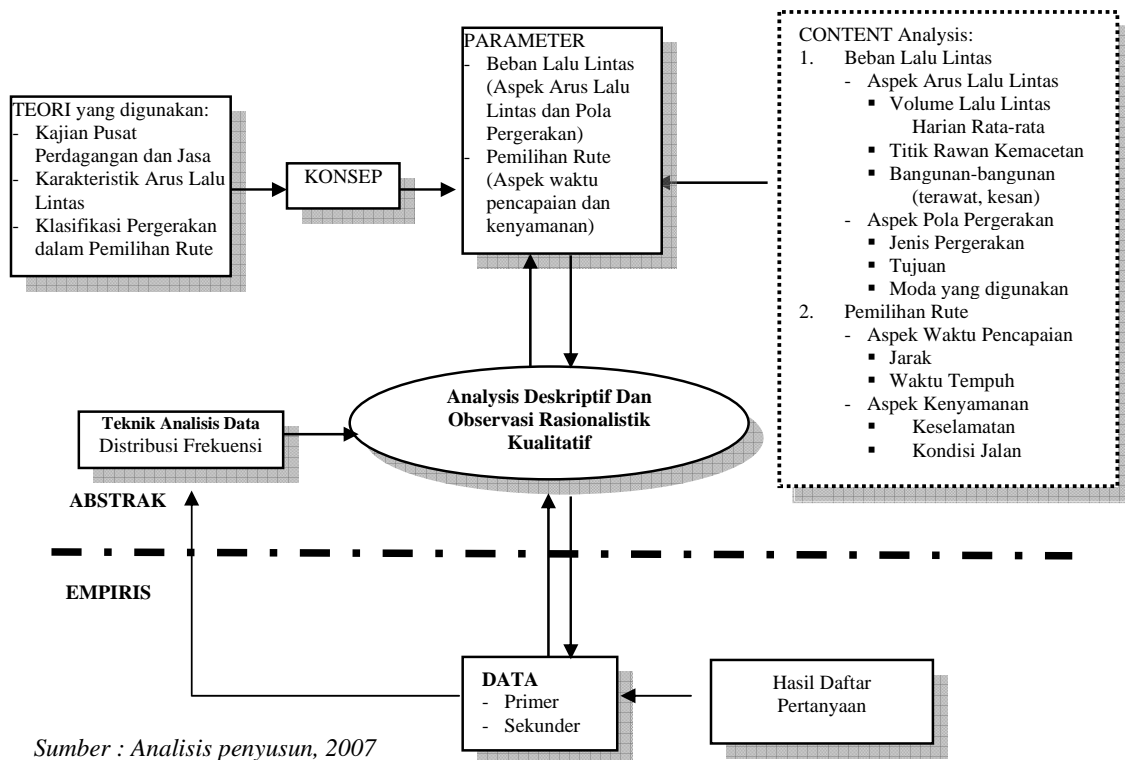 TEORI yang digunakan:
- Kajian Pusat
Perdagangan dan Jasa
- Karakteristik Arus Lalu
Lintas
- Klasifikasi Pergerakan
dalam Pemilihan Rute
KONSEP
PARAMETER
- Beban Lalu Lintas
(Aspek Arus Lalu
Lintas dan Pola
Pergerakan)
- Pemilihan Rute
(Aspek waktu
pencapaian dan
kenyamanan)
CONTENT Analysis:
1. Beban Lalu Lintas
- Aspek Arus Lalu Lintas
▪ Volume Lalu Lintas
Harian Rata-rata
▪ Titik Rawan Kemacetan
▪ Bangunan-bangunan
(terawat, kesan)
- Aspek Pola Pergerakan
▪ Jenis Pergerakan
▪ Tujuan
▪ Moda yang digunakan
2. Pemilihan Rute
- Aspek Waktu Pencapaian
▪ Jarak
▪ Waktu Tempuh
- Aspek Kenyamanan
▪ Keselamatan
▪ Kondisi Jalan
Analysis Deskriptif Dan
Observasi Rasionalistik
Kualitatif
Teknik Analisis Data
Distribusi Frekuensi
ABSTRAK
EMPIRIS
DATA
- Primer
- Sekunder
Hasil Daftar
Pertanyaan
Sumber : Analisis penyusun, 2007